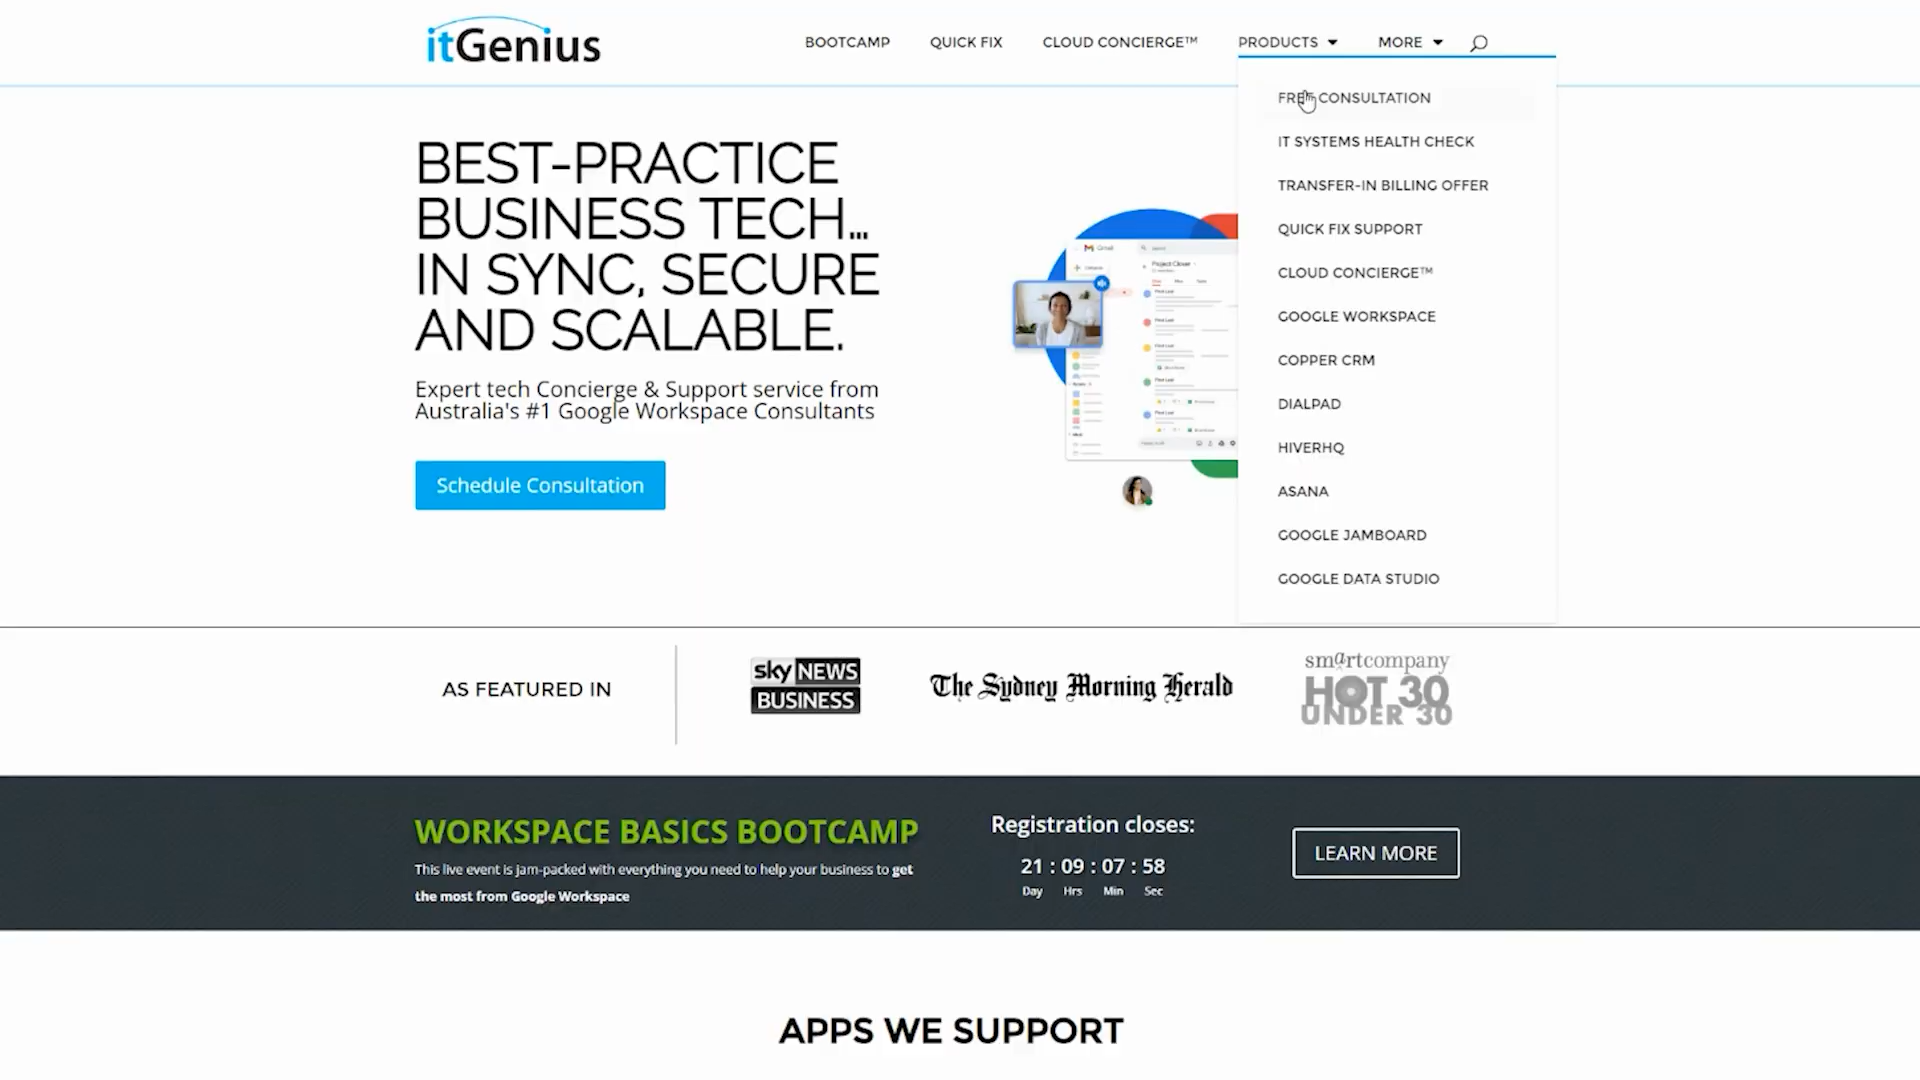 itGenius
BOOTCAMP
QUICK FIX
CLOUD CONCIERGE™
PRODUCTS
MORE
FREE CONSULTATION
IT SYSTEMS HEALTH CHECK
TRANSFER-IN BILLING OFFER
QUICK FIX SUPPORT
CLOUD CONCIERGE™
GOOGLE WORKSPACE
COPPER CRM
DIALPAD
HIVERHQ
ASANA
GOOGLE JAMBOARD
GOOGLE DATA STUDIO
BEST-PRACTICE
BUSINESS TECH...
IN SYNC, SECURE
AND SCALABLE.
Expert tech Concierge & Support service from
Australia's #1 Google Workspace Consultants
Schedule Consultation
Gmail
Project Clover
AS FEATURED IN
sky NEWS
BUSINESS
The Sydney Morning Herald
smartcompany
HOT 30
UNDER 30
WORKSPACE BASICS BOOTCAMP
This live event is jam-packed with everything you need to help your business to get
the most from Google Workspace
Registration closes:
21 : 09 : 07 : 58
Day Hrs Min Sec
LEARN MORE
APPS WE SUPPORT